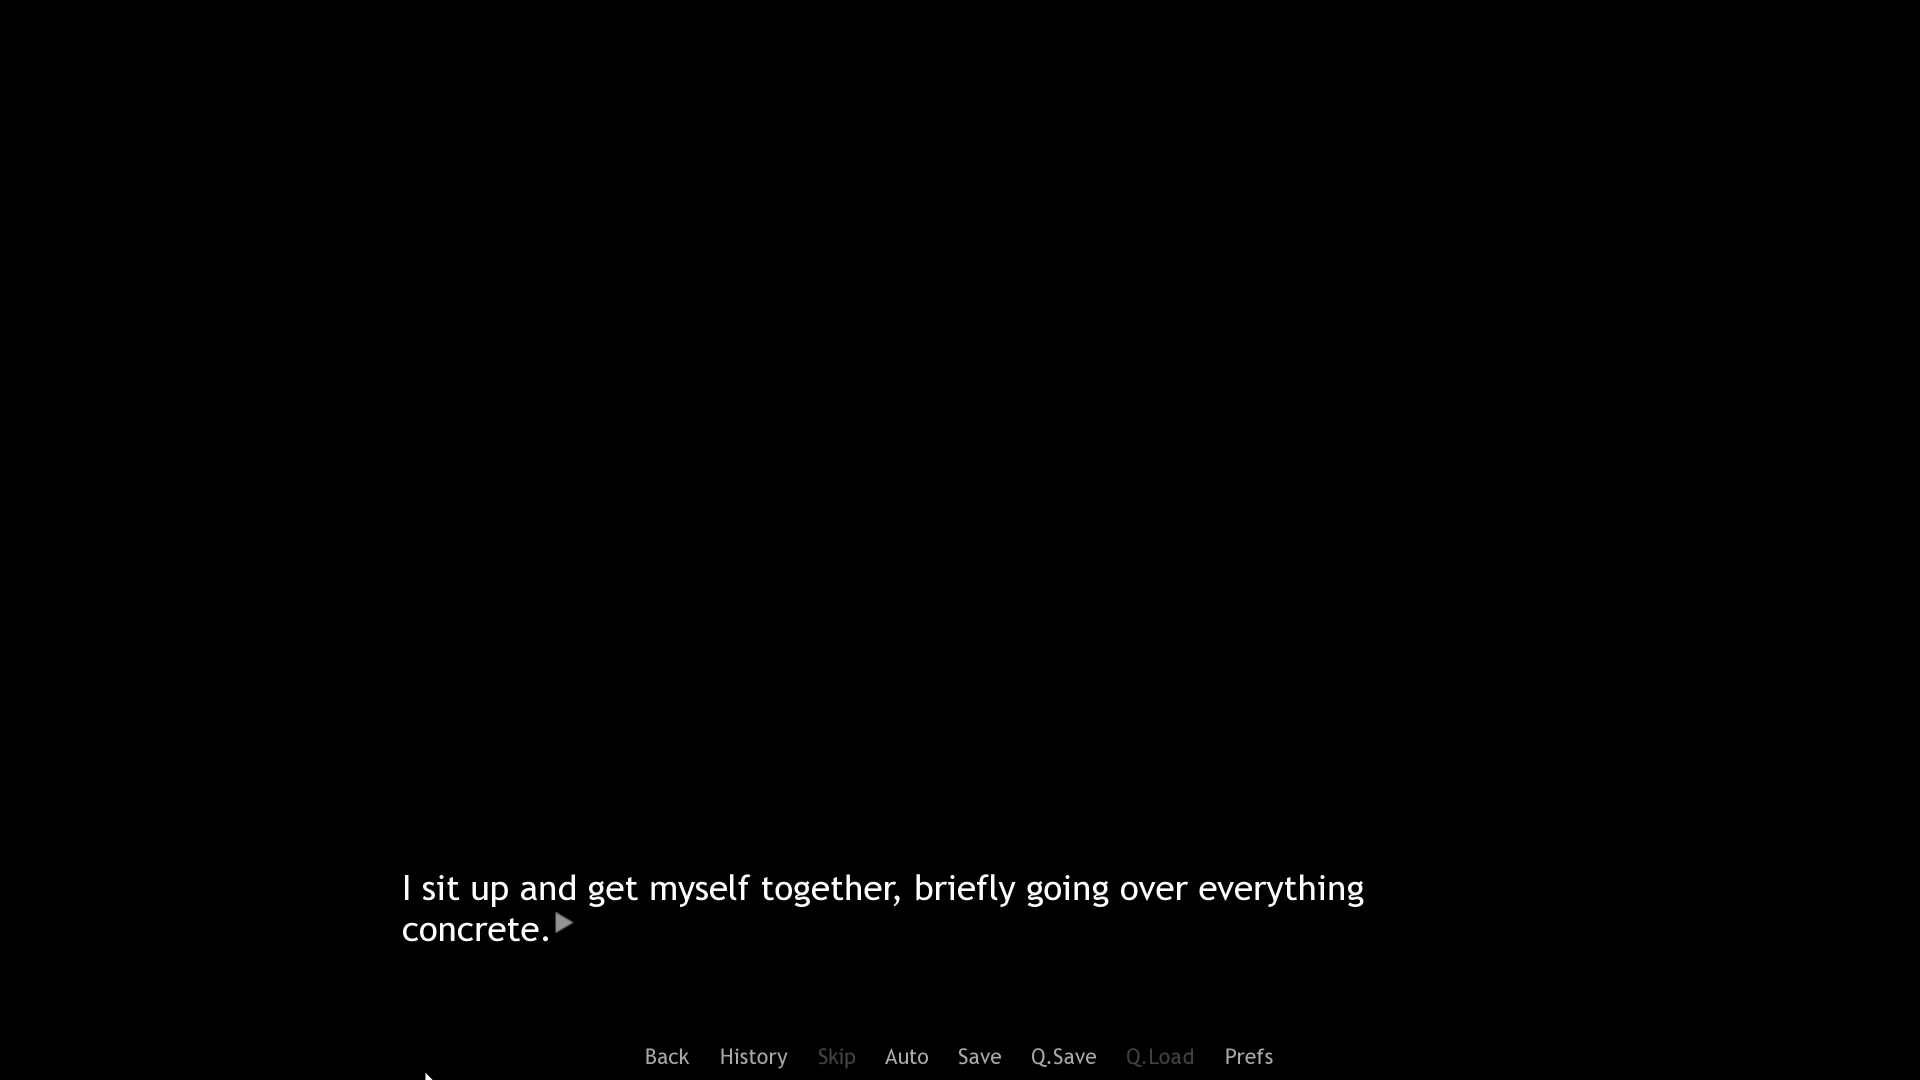 I sit up and get myself together, briefly going over everything
concrete.
Back History Skip Auto Save Q.Save Q.Load Prefs